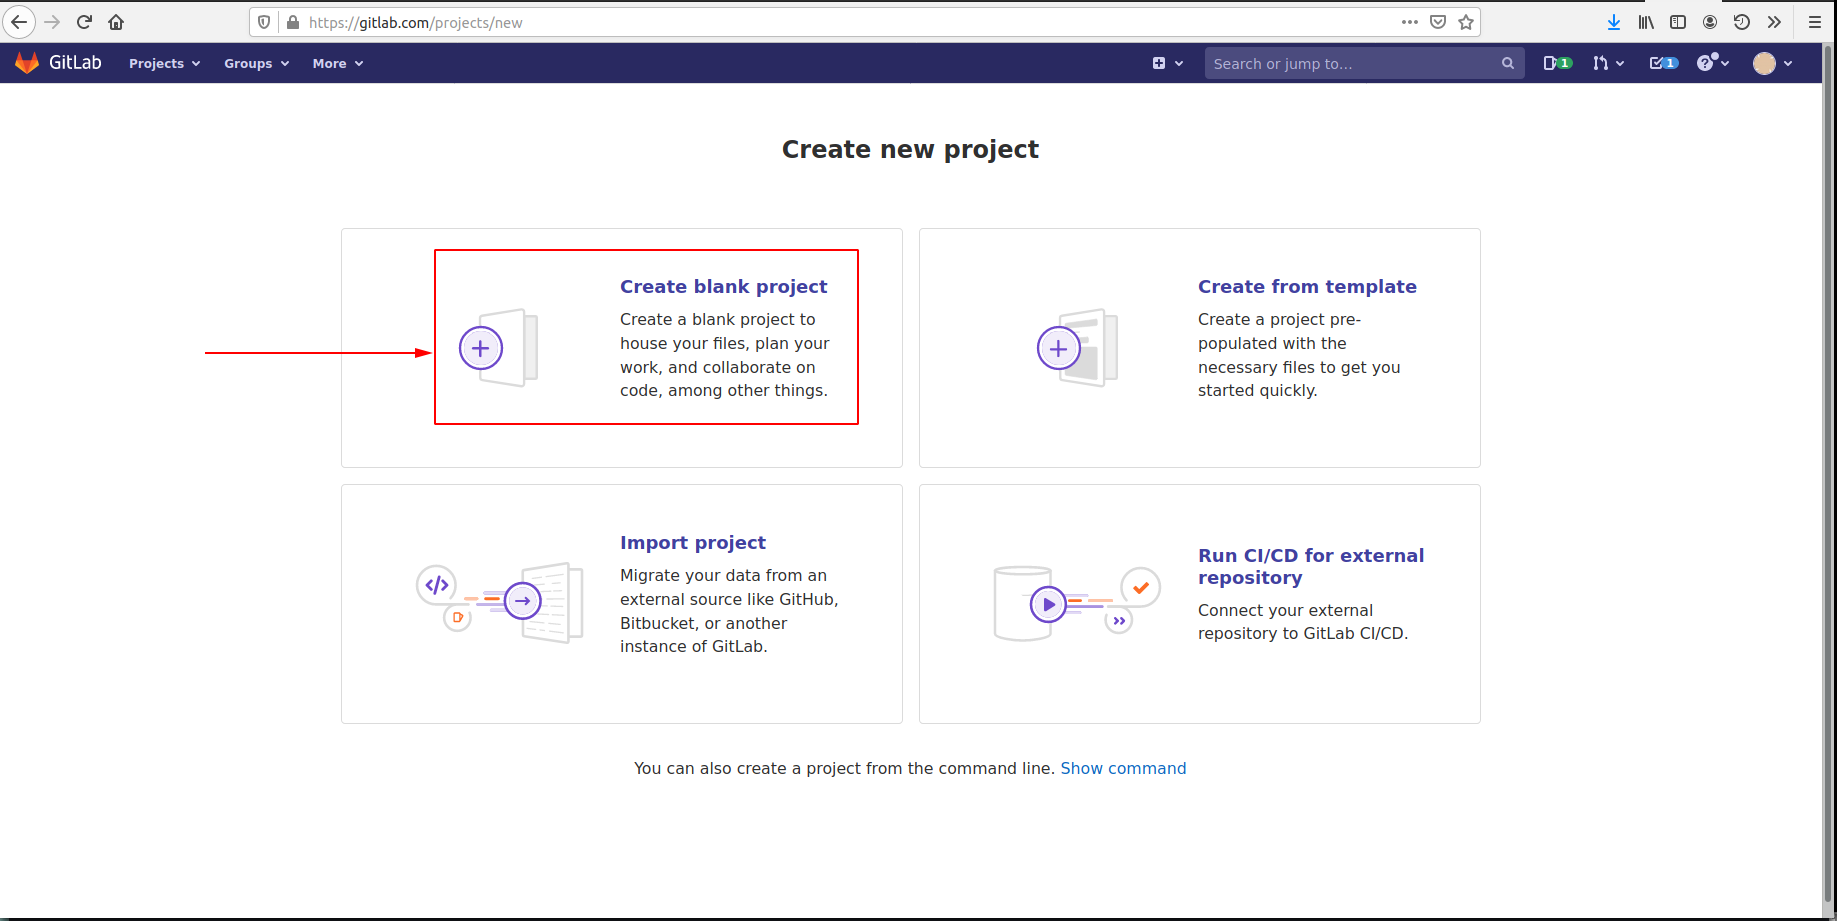 https://gitlab.com/projects/new
GitLab Projects Groups More Search or jump to... 1 1
Create new project
Create blank project
Create a blank project to
house your files, plan your
work, and collaborate on
code, among other things.
Create from template
Create a project pre-
populated with the
necessary files to get you
started quickly.
Import project
Migrate your data from an
external source like GitHub,
Bitbucket, or another
instance of GitLab.
Run CI/CD for external
repository
Connect your external
repository to GitLab CI/CD.
You can also create a project from the command line. Show command